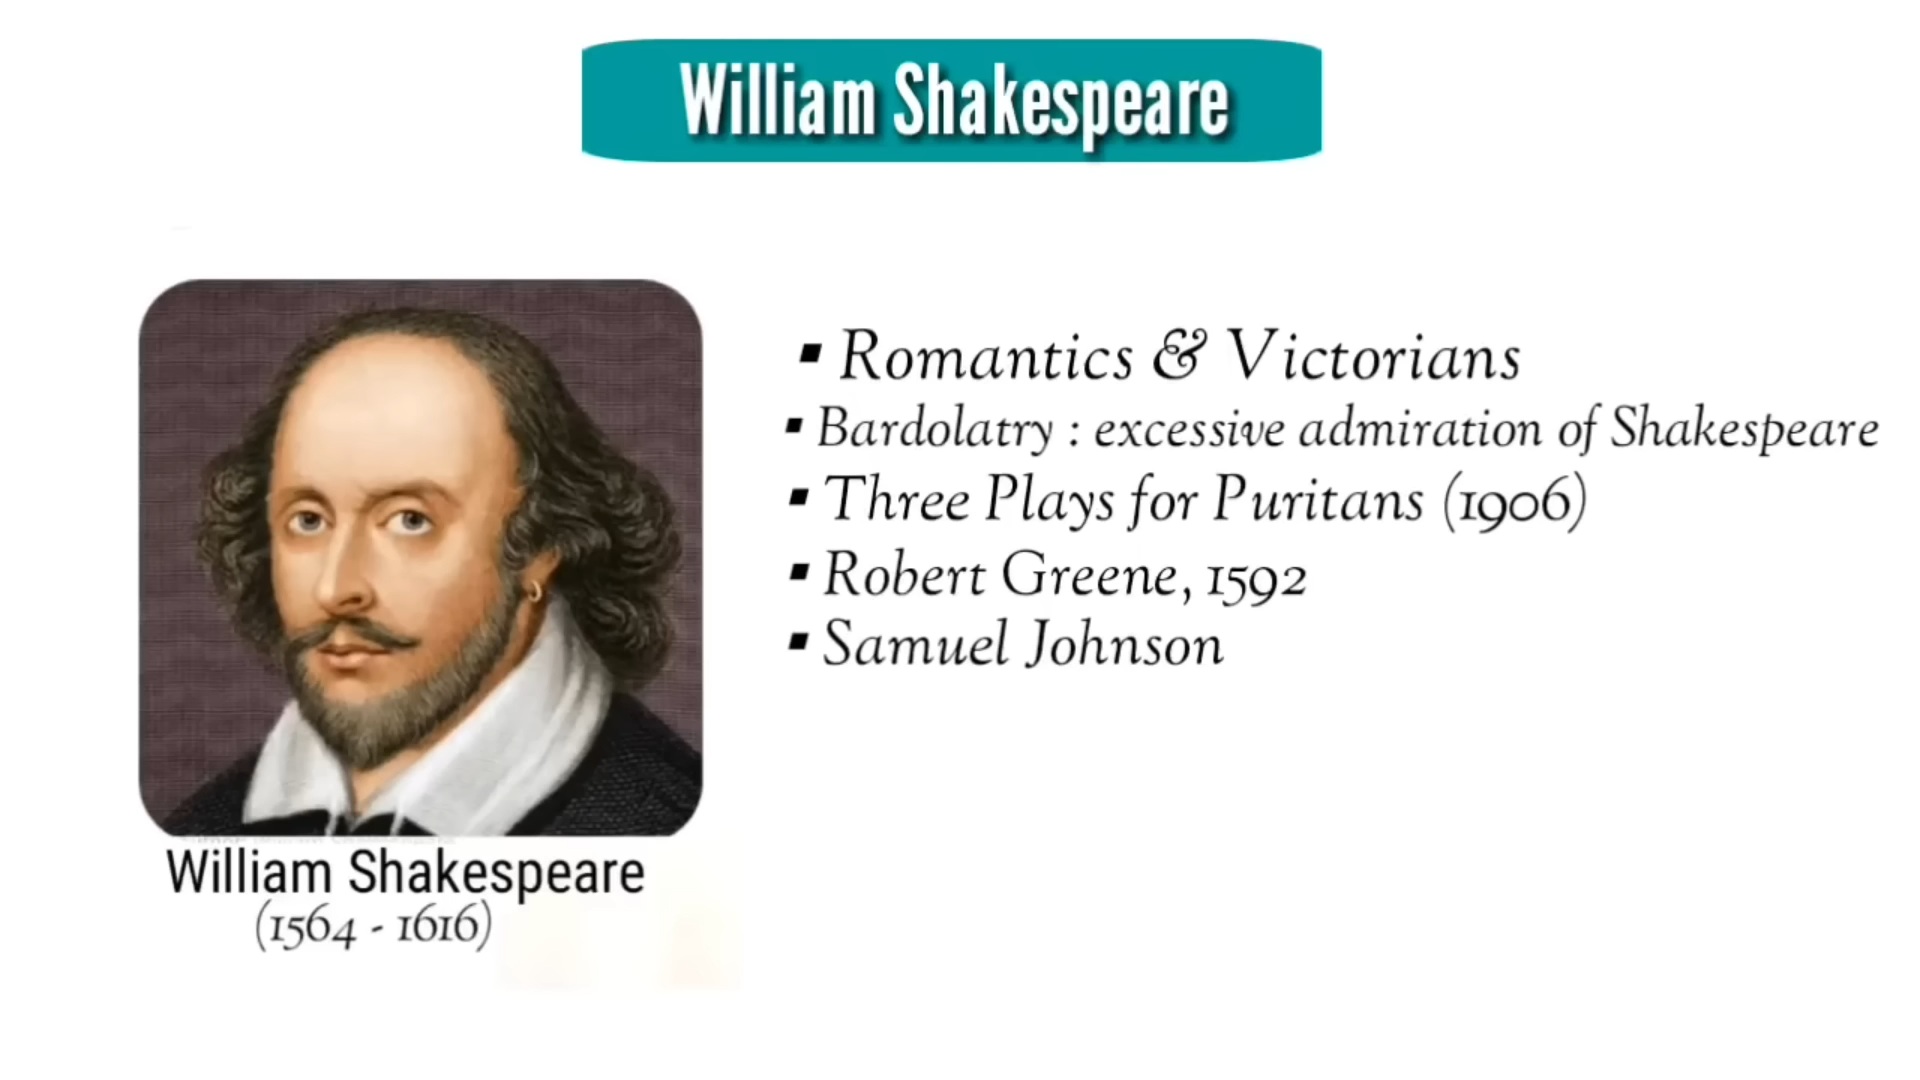 William Shakespeare
▪ Romantics & Victorians
▪ Bardolatry : excessive admiration of Shakespeare
▪ Three Plays for Puritans (1906)
▪ Robert Greene, 1592
▪ Samuel Johnson
William Shakespeare
(1564 - 1616)